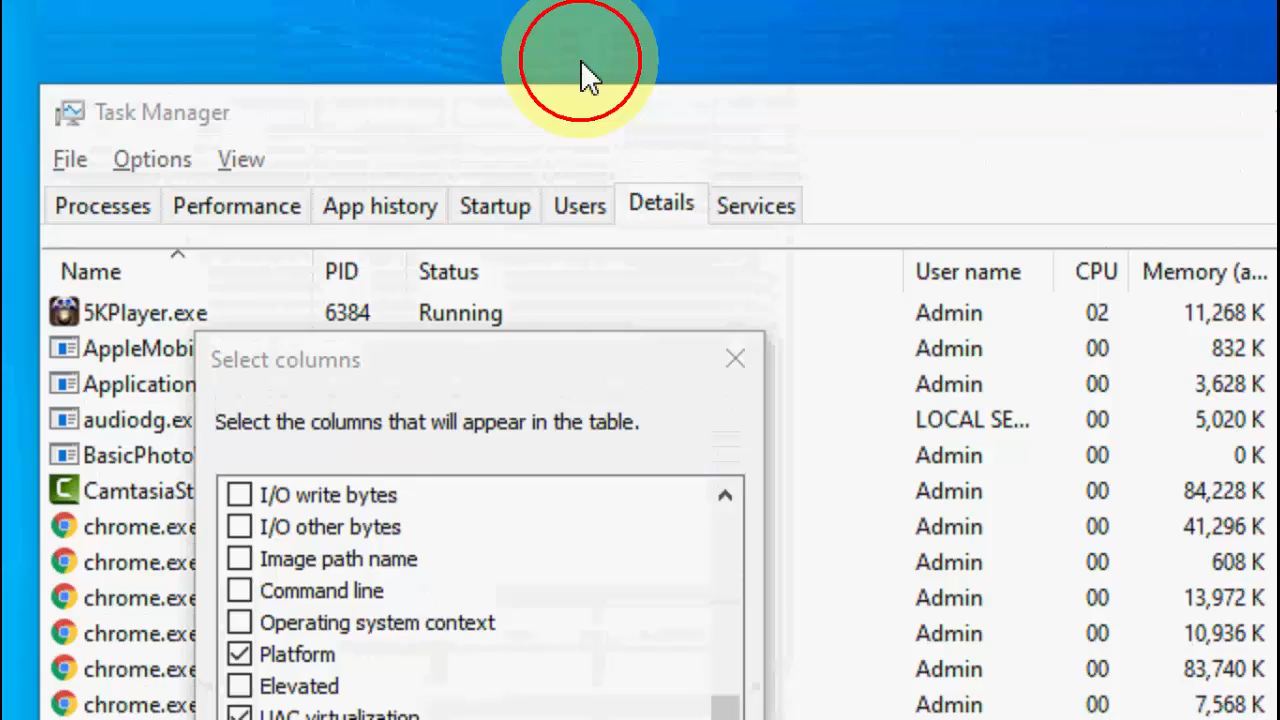 Task Manager
File Options View
Processes Performance App history Startup Users Details Services
Name PID Status User name CPU Memory (a...
5KPlayer.exe 6384 Running Admin 02 11,268 K
AppleMobi Admin 00 832 K
Application Admin 00 3,628 K
audiodg.ex LOCAL SE... 00 5,020 K
BasicPhoto Admin 00 0 K
CamtasiaSt Admin 00 84,228 K
chrome.exe Admin 00 41,296 K
chrome.exe Admin 00 608 K
chrome.exe Admin 00 13,972 K
chrome.exe Admin 00 10,936 K
chrome.exe Admin 00 83,740 K
chrome.exe Admin 00 7,568 K
Select columns
Select the columns that will appear in the table.
I/O write bytes
I/O other bytes
Image path name
Command line
Operating system context
Platform
Elevated
UAC virtualization